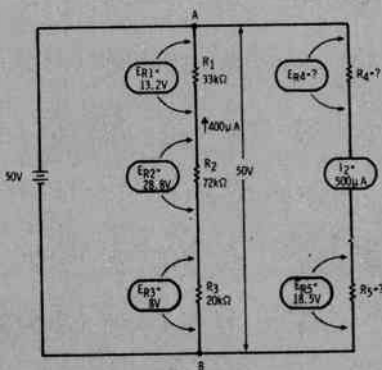 A
R1
33kΩ
ER1=
13.2V
ER4=?
R4=?
↑400μA
50V
ER2=
28.8V
R2
72kΩ
50V
I2=
500μA
ER3=
8V
R3
20kΩ
ER5=
18.5V
R5=?
B